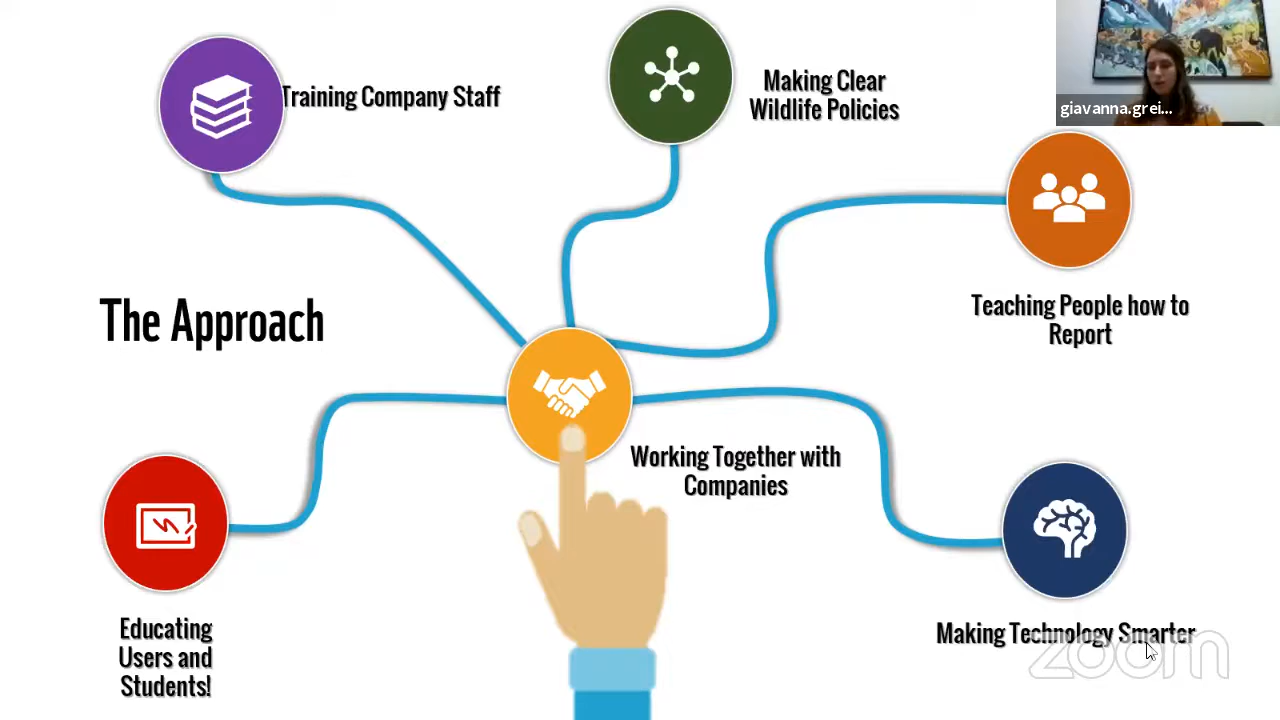 Training Company Staff
Making Clear
Wildlife Policies
giavanna.grei...
Teaching People how to
Report
The Approach
Working Together with
Companies
Educating
Users and
Students!
Making Technology Smarter
zoom